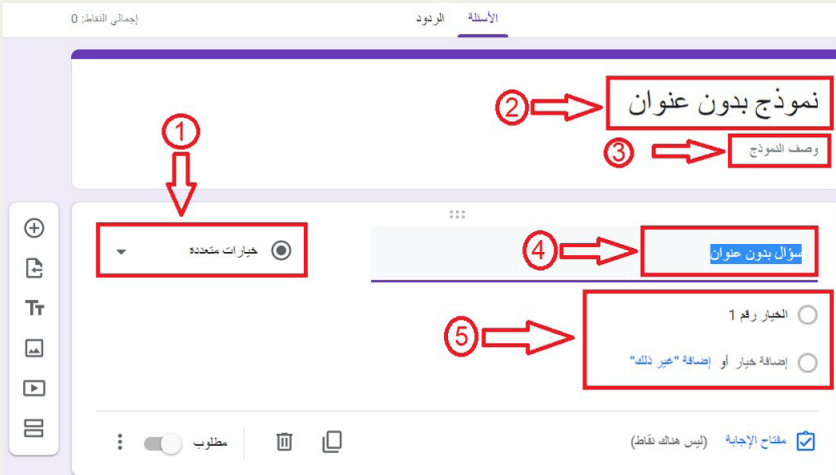 الأسئلة الردود
إجمالي النقاط: 0
نموذج بدون عنوان
2
وصف النموذج
3
1
خيارات متعددة
سؤال بدون عنوان
4
الخيار رقم 1
إضافة خيار أو إضافة "غير ذلك"
5
Tт
مفتاح الإجابة (ليس هناك نقاط)
مطلوب